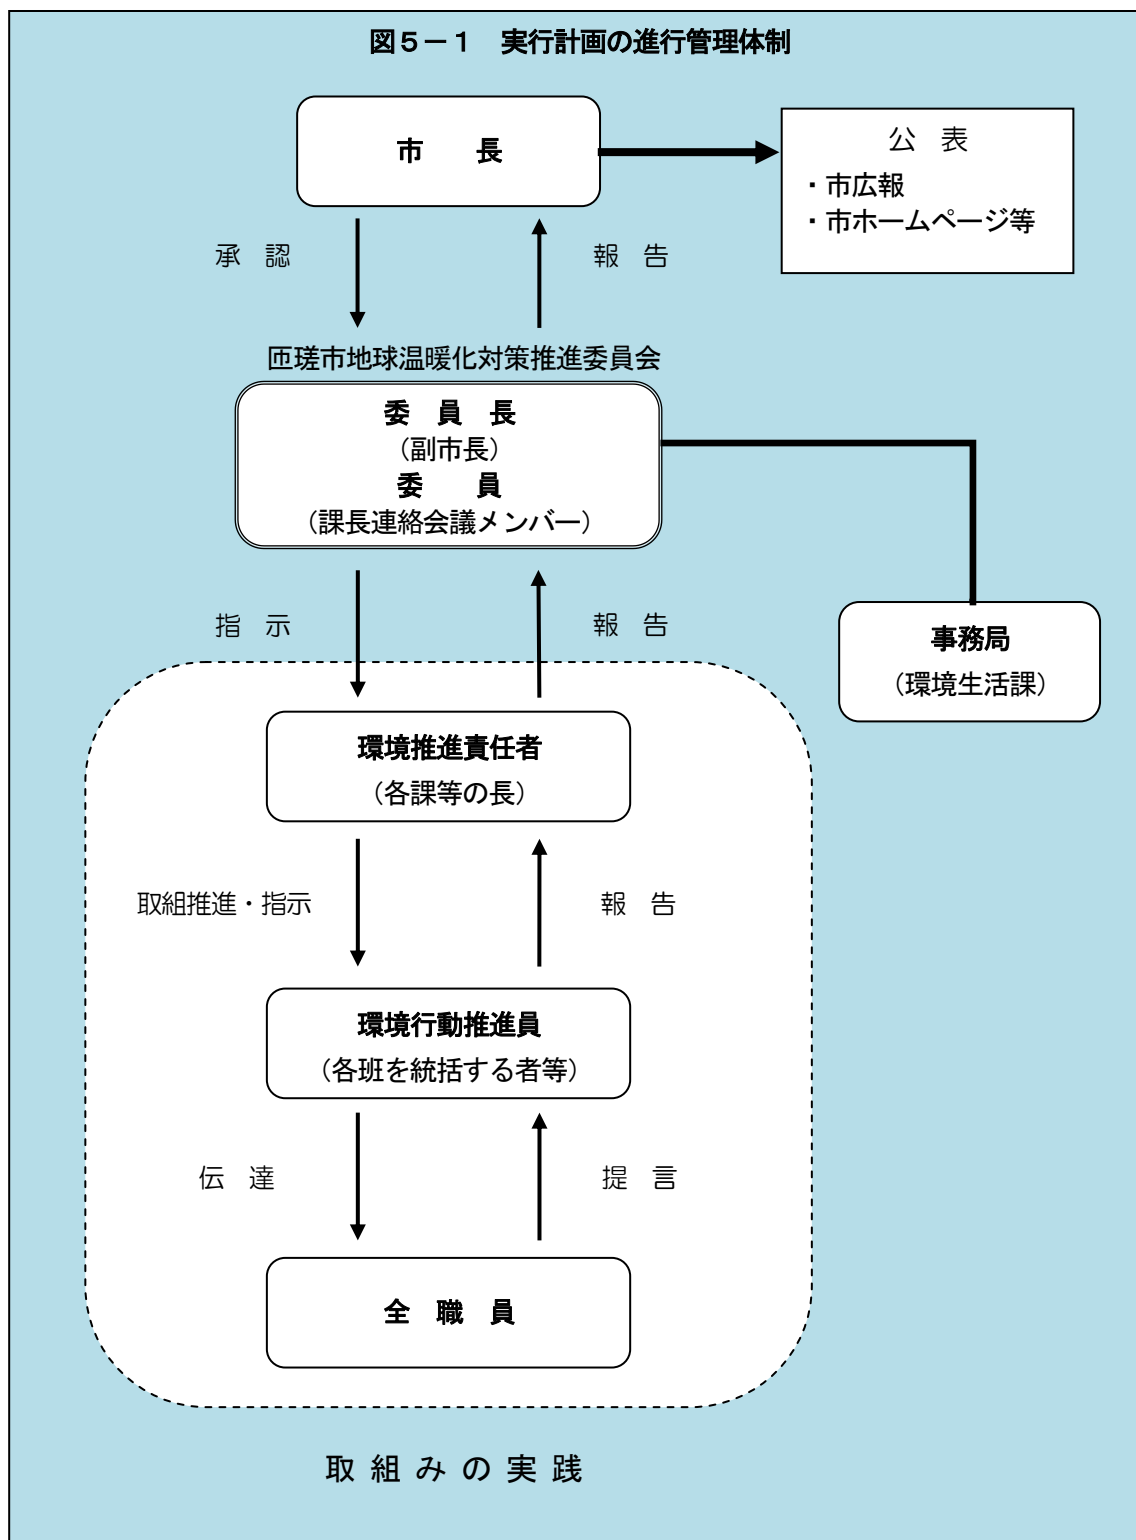 図5-1 実行計画の進行管理体制
市 長
公 表
・市広報
・市ホームページ等
承 認
報 告
匝瑳市地球温暖化対策推進委員会
委 員 長
(副市長)
委 員
(課長連絡会議メンバー)
指 示
報 告
事務局
(環境生活課)
環境推進責任者
(各課等の長)
取組推進・指示
報 告
環境行動推進員
(各班を統括する者等)
伝 達
提 言
全 職 員
取 組 み の 実 践